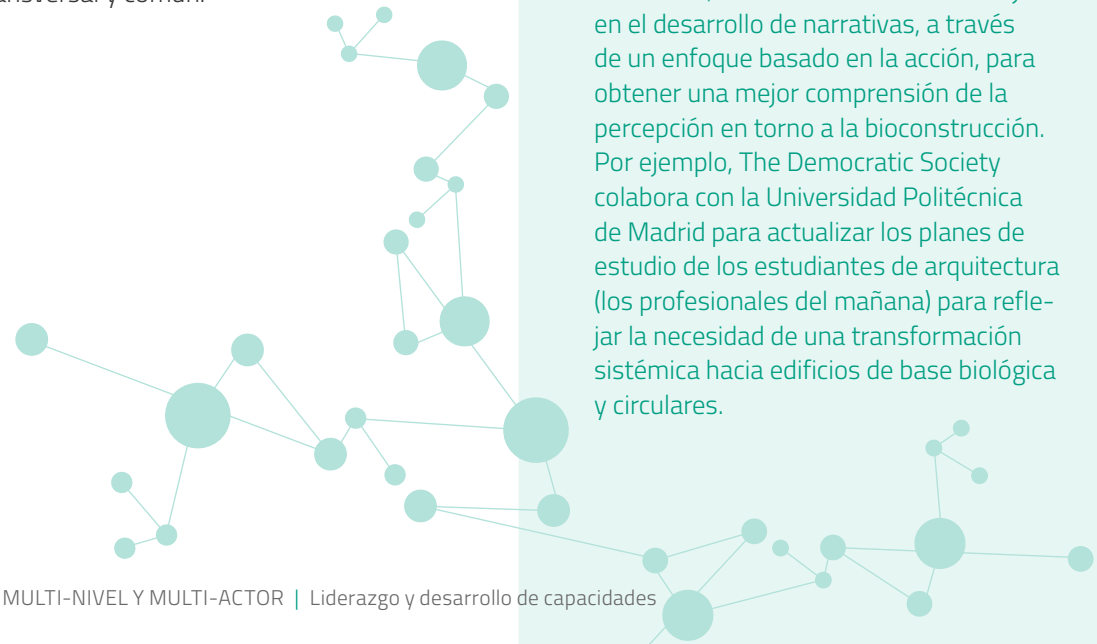 transversal y común.
en el desarrollo de narrativas, a través
de un enfoque basado en la acción, para
obtener una mejor comprensión de la
percepción en torno a la bioconstrucción.
Por ejemplo, The Democratic Society
colabora con la Universidad Politécnica
de Madrid para actualizar los planes de
estudio de los estudiantes de arquitectura
(los profesionales del mañana) para refle-
jar la necesidad de una transformación
sistémica hacia edificios de base biológica
y circulares.
MULTI-NIVEL Y MULTI-ACTOR | Liderazgo y desarrollo de capacidades